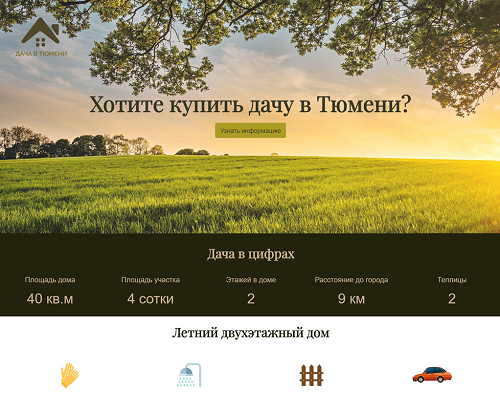 ДАЧА В ТЮМЕНИ
Хотите купить дачу в Тюмени?
Узнать информацию
Дача в цифрах
Площадь дома Площадь участка Этажей в доме Расстояние до города Теплицы
40 кв.м 4 сотки 2 9 км 2
Летний двухэтажный дом